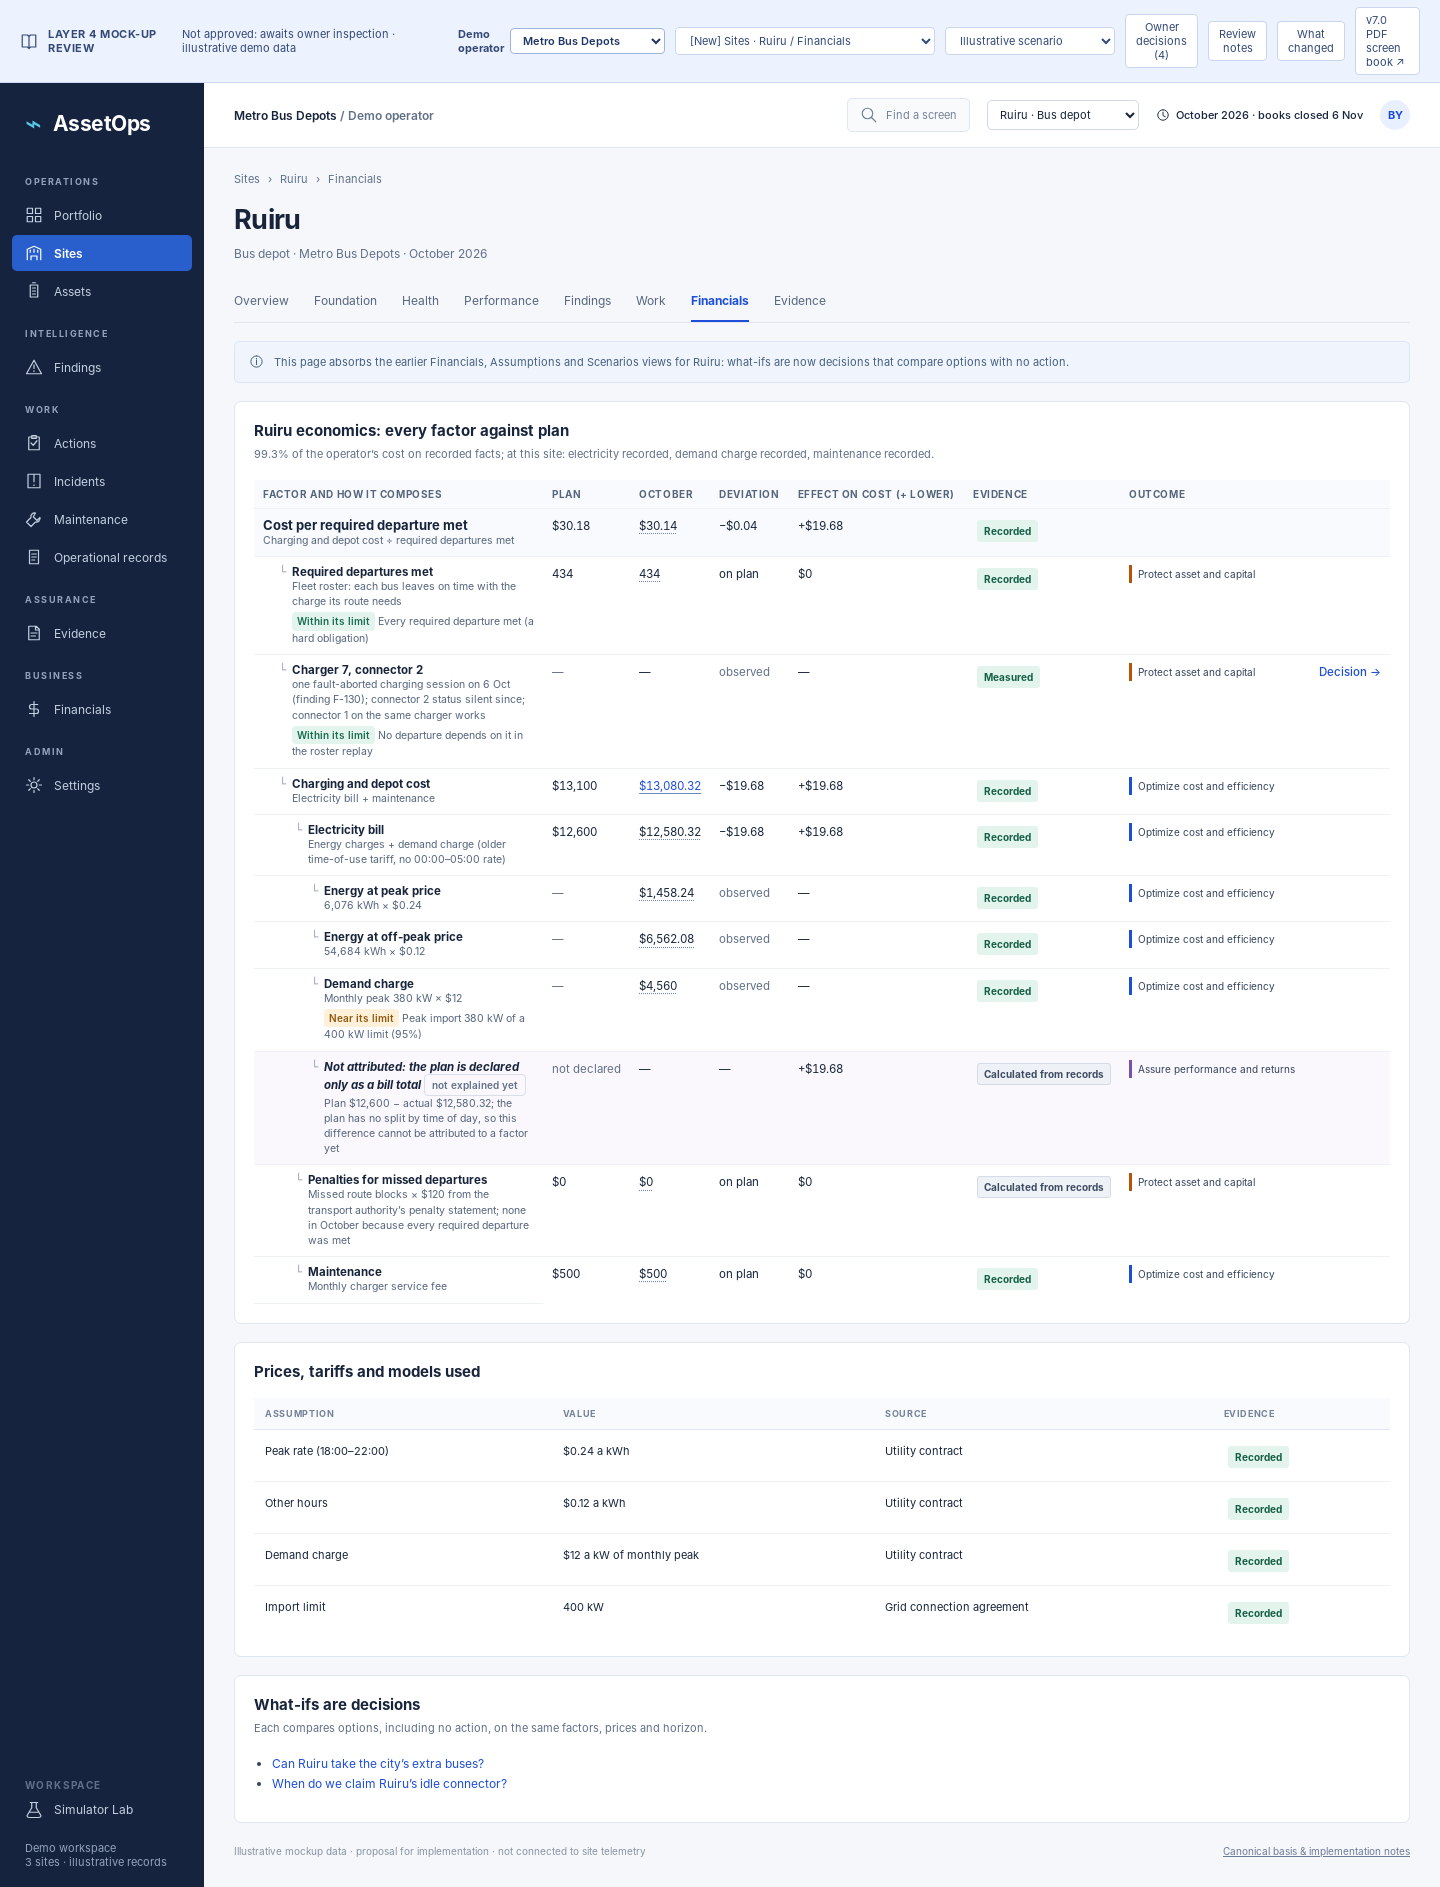 LAYER 4 MOCK-UP
REVIEW
Not approved: awaits owner inspection ·
illustrative demo data
Demo
operator
Metro Bus Depots
[New] Sites · Ruiru / Financials
Illustrative scenario
Owner
decisions
(4)
Review
notes
What
changed
v7.0
PDF
screen
book ↗
AssetOps
OPERATIONS
Portfolio
Sites
Assets
INTELLIGENCE
Findings
WORK
Actions
Incidents
Maintenance
Operational records
ASSURANCE
Evidence
BUSINESS
Financials
ADMIN
Settings
WORKSPACE
Simulator Lab
Demo workspace
3 sites · illustrative records
Metro Bus Depots / Demo operator
Find a screen
Ruiru · Bus depot
October 2026 · books closed 6 Nov
BY
Sites › Ruiru › Financials
Ruiru
Bus depot · Metro Bus Depots · October 2026
Overview Foundation Health Performance Findings Work Financials Evidence
This page absorbs the earlier Financials, Assumptions and Scenarios views for Ruiru: what-ifs are now decisions that compare options with no action.
Ruiru economics: every factor against plan
99.3% of the operator's cost on recorded facts; at this site: electricity recorded, demand charge recorded, maintenance recorded.
FACTOR AND HOW IT COMPOSES PLAN OCTOBER DEVIATION EFFECT ON COST (+ LOWER) EVIDENCE OUTCOME
Cost per required departure met $30.18 $30.14 −$0.04 +$19.68 Recorded
Charging and depot cost ÷ required departures met
└ Required departures met 434 434 on plan $0 Recorded Protect asset and capital
Fleet roster: each bus leaves on time with the
charge its route needs
Within its limit Every required departure met (a
hard obligation)
└ Charger 7, connector 2 — — observed — Measured Protect asset and capital Decision →
one fault-aborted charging session on 6 Oct
(finding F-130); connector 2 status silent since;
connector 1 on the same charger works
Within its limit No departure depends on it in
the roster replay
└ Charging and depot cost $13,100 $13,080.32 −$19.68 +$19.68 Recorded Optimize cost and efficiency
Electricity bill + maintenance
└ Electricity bill $12,600 $12,580.32 −$19.68 +$19.68 Recorded Optimize cost and efficiency
Energy charges + demand charge (older
time-of-use tariff, no 00:00–05:00 rate)
└ Energy at peak price — $1,458.24 observed — Recorded Optimize cost and efficiency
6,076 kWh × $0.24
└ Energy at off-peak price — $6,562.08 observed — Recorded Optimize cost and efficiency
54,684 kWh × $0.12
└ Demand charge — $4,560 observed — Recorded Optimize cost and efficiency
Monthly peak 380 kW × $12
Near its limit Peak import 380 kW of a
400 kW limit (95%)
└ Not attributed: the plan is declared not declared — — +$19.68 Calculated from records Assure performance and returns
only as a bill total not explained yet
Plan $12,600 − actual $12,580.32; the
plan has no split by time of day, so this
difference cannot be attributed to a factor
yet
└ Penalties for missed departures $0 $0 on plan $0 Calculated from records Protect asset and capital
Missed route blocks × $120 from the
transport authority's penalty statement; none
in October because every required departure
was met
└ Maintenance $500 $500 on plan $0 Recorded Optimize cost and efficiency
Monthly charger service fee
Prices, tariffs and models used
ASSUMPTION VALUE SOURCE EVIDENCE
Peak rate (18:00–22:00) $0.24 a kWh Utility contract Recorded
Other hours $0.12 a kWh Utility contract Recorded
Demand charge $12 a kW of monthly peak Utility contract Recorded
Import limit 400 kW Grid connection agreement Recorded
What-ifs are decisions
Each compares options, including no action, on the same factors, prices and horizon.
• Can Ruiru take the city's extra buses?
• When do we claim Ruiru's idle connector?
Illustrative mockup data · proposal for implementation · not connected to site telemetry
Canonical basis & implementation notes